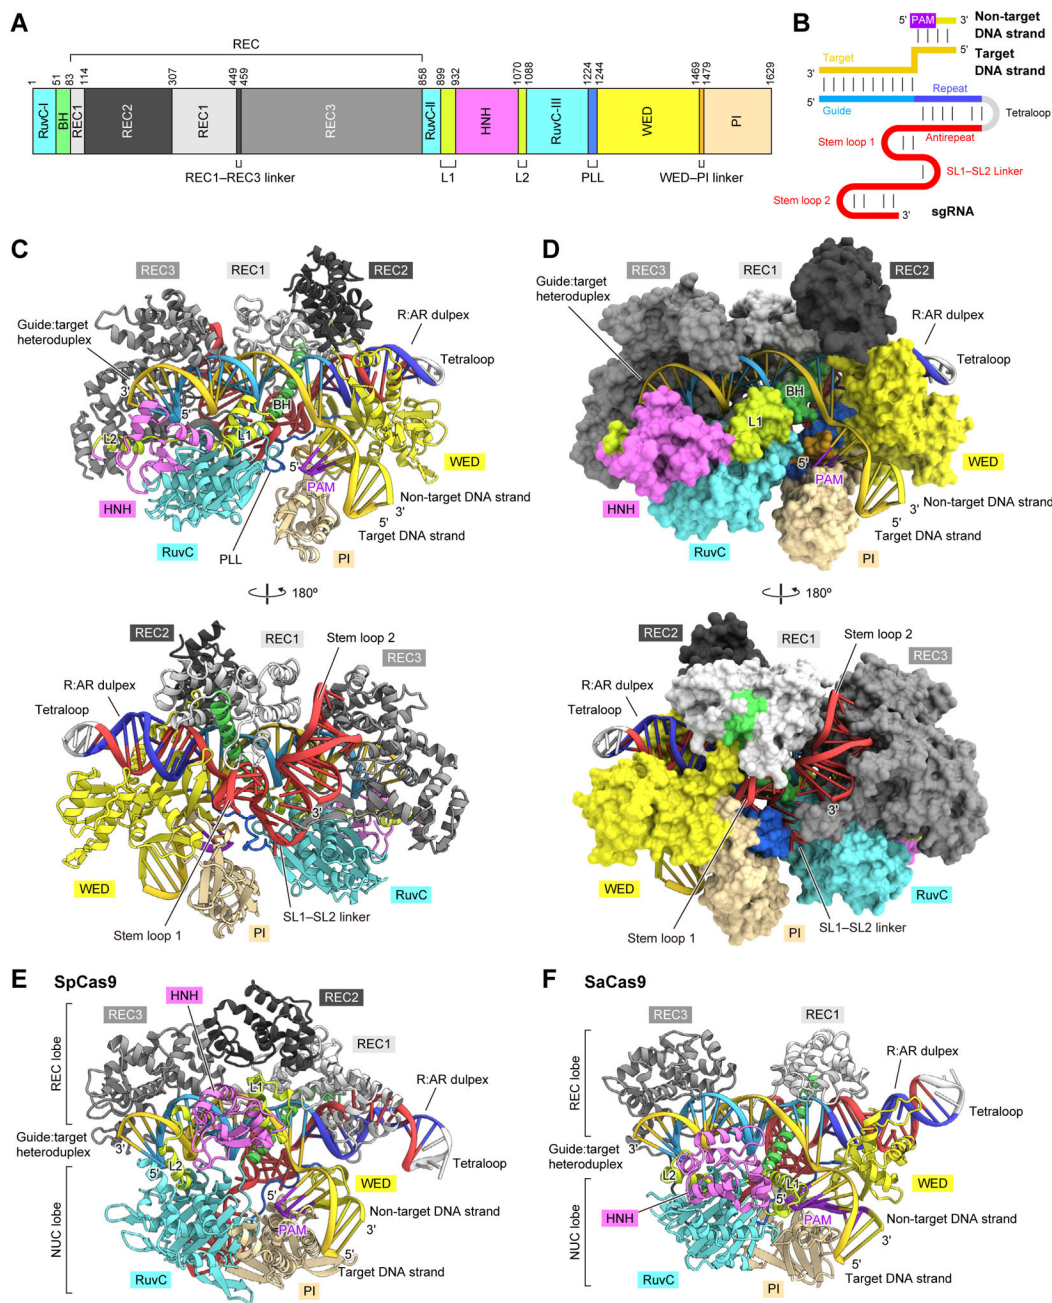 A
REC
1
51
83
114
307
449
459
858
899
932
1070
1088
1224
1244
1469
1479
1629
RuvC-I
BH
REC1
REC2
REC1
REC3
RuvC-II
HNH
RuvC-III
WED
PI
REC1–REC3 linker
L1
L2
PLL
WED–PI linker
B
5' PAM 3'
Non-target
DNA strand
Target
3'
5'
Target
DNA strand
5'
Repeat
Guide
Tetraloop
Stem loop 1
Antirepeat
SL1–SL2 Linker
Stem loop 2
3'
sgRNA
C
REC3
REC1
REC2
Guide:target
heteroduplex
R:AR dulpex
Tetraloop
3'
5'
BH
L2
L1
5'
PAM
WED
HNH
Non-target DNA strand
3'
5'
Target DNA strand
RuvC
PLL
PI
180º
REC2
REC1
Stem loop 2
REC3
R:AR dulpex
Tetraloop
3'
WED
RuvC
SL1–SL2 linker
Stem loop 1
PI
D
REC3
REC1
REC2
Guide:target
heteroduplex
R:AR dulpex
Tetraloop
BH
L1
5'
PAM
WED
HNH
Non-target DNA strand
3'
5'
Target DNA strand
RuvC
PI
180º
Stem loop 2
REC2
REC1
REC3
R:AR dulpex
Tetraloop
3'
WED
RuvC
SL1–SL2 linker
Stem loop 1
PI
E SpCas9
HNH
REC2
REC3
REC1
REC lobe
L1
R:AR dulpex
3'
Guide:target
heteroduplex
5'
L2
Tetraloop
WED
5'
NUC lobe
Non-target DNA strand
PAM
3'
5'
Target DNA strand
RuvC
PI
F SaCas9
REC3
REC1
REC lobe
R:AR dulpex
Tetraloop
3'
Guide:target
heteroduplex
5'
L2
L1
5'
WED
HNH
PAM
Non-target DNA strand
3'
NUC lobe
5'
Target DNA strand
RuvC
PI